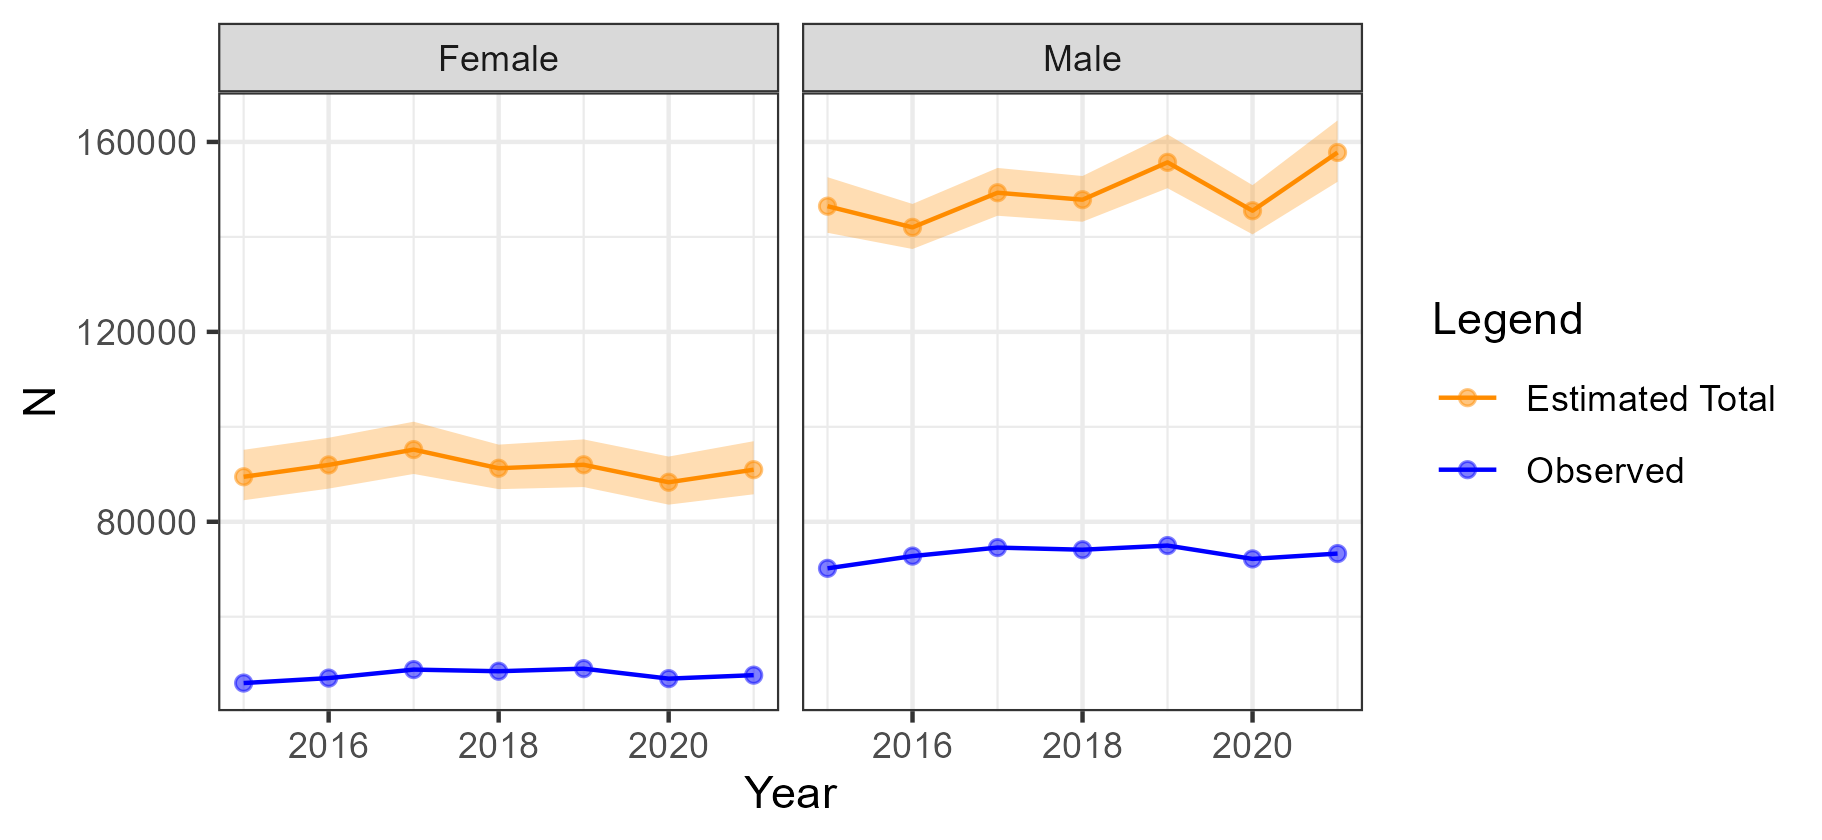 Female
Male
160000
120000
80000
N
2016
2018
2020
2016
2018
2020
Year
Legend
Estimated Total
Observed